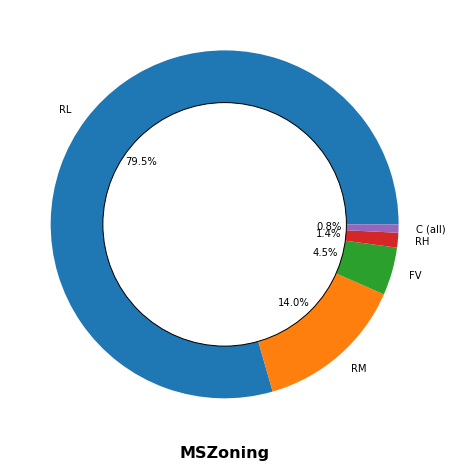 RL
79.5%
0.8%
C (all)
1.4%
RH
4.5%
FV
14.0%
RM
MSZoning